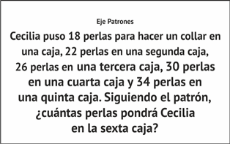 Eje Patrones
Cecilia puso 18 perlas para hacer un collar en
una caja, 22 perlas en una segunda caja,
26 perlas en una tercera caja, 30 perlas
en una cuarta caja y 34 perlas en
una quinta caja. Siguiendo el patrón,
¿cuántas perlas pondrá Cecilia
en la sexta caja?